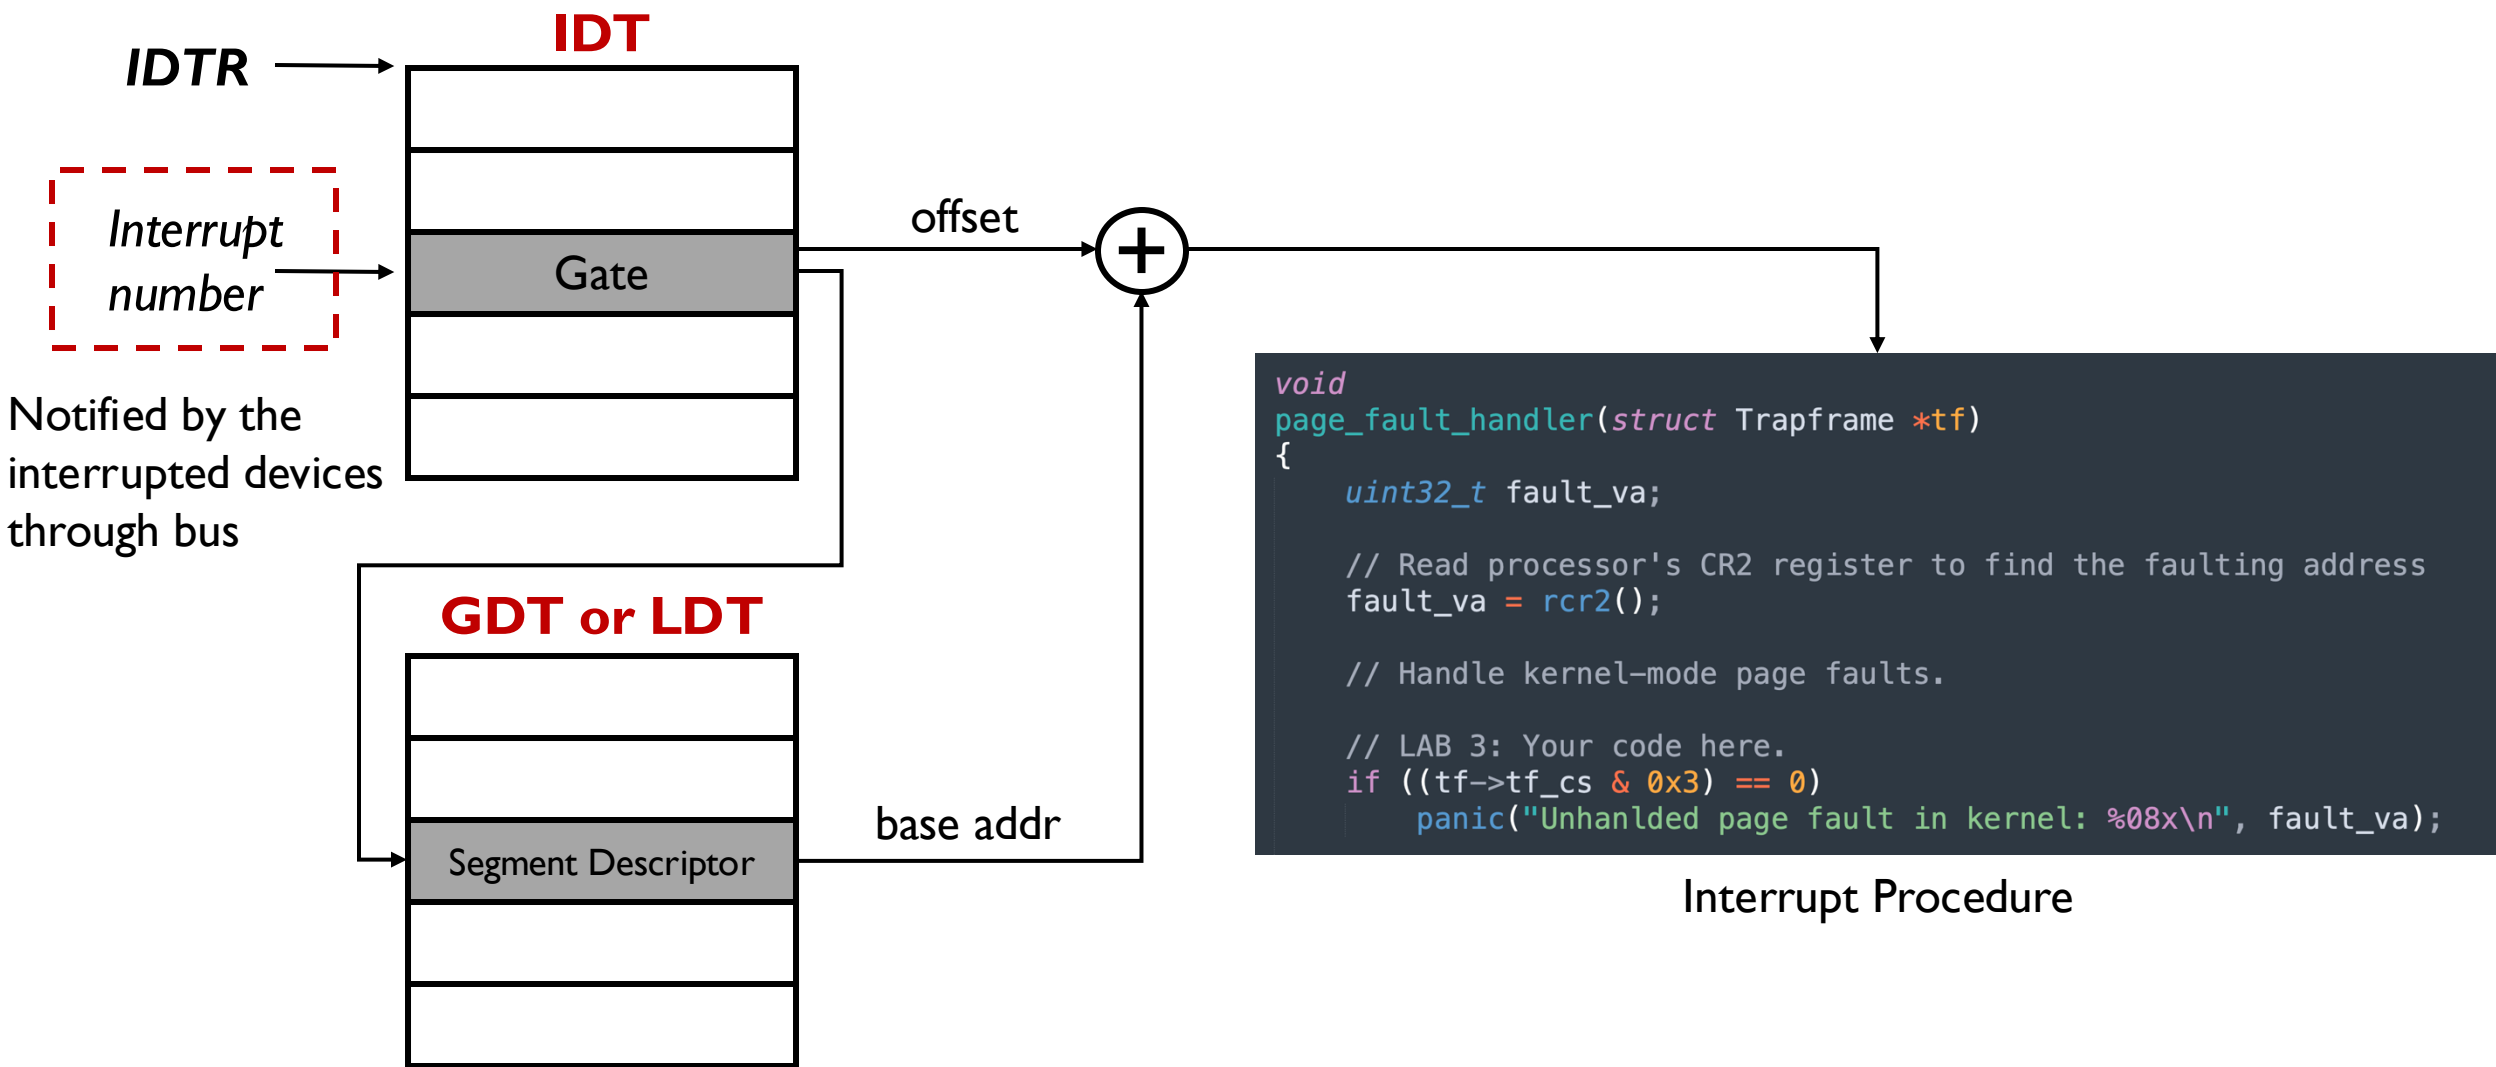 IDT
IDTR
Interrupt
number
Gate
offset
+
Notified by the
interrupted devices
through bus
GDT or LDT
Segment Descriptor
base addr
void
page_fault_handler(struct Trapframe *tf)
{
uint32_t fault_va;
// Read processor's CR2 register to find the faulting address
fault_va = rcr2();
// Handle kernel-mode page faults.
// LAB 3: Your code here.
if ((tf->tf_cs & 0x3) == 0)
panic("Unhanlded page fault in kernel: %08x\n", fault_va);
Interrupt Procedure